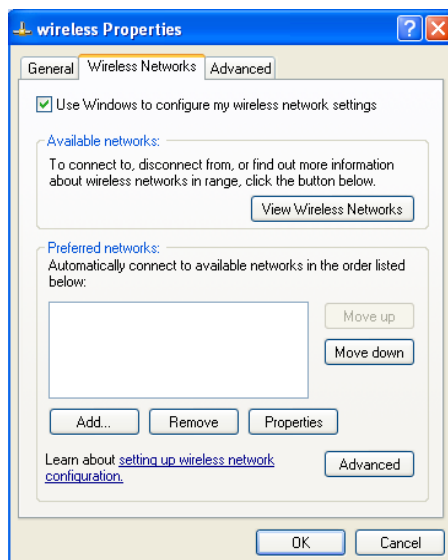 wireless Properties
General Wireless Networks Advanced
Use Windows to configure my wireless network settings
Available networks:
To connect to, disconnect from, or find out more information
about wireless networks in range, click the button below.
View Wireless Networks
Preferred networks:
Automatically connect to available networks in the order listed
below:
Move up
Move down
Add... Remove Properties
Learn about setting up wireless network
configuration.
Advanced
OK Cancel